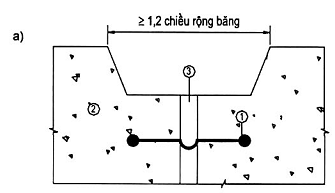 ≥ 1,2 chiều rộng băng
a)
3
2
1